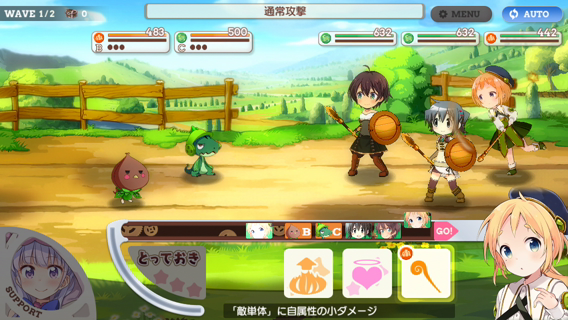 WAVE 1/2
0
通常攻撃
MENU
AUTO
483
B
500
C
632
632
442
B
C
GO!
とっておき
SUPPORT
「敵単体」に自属性の小ダメージ